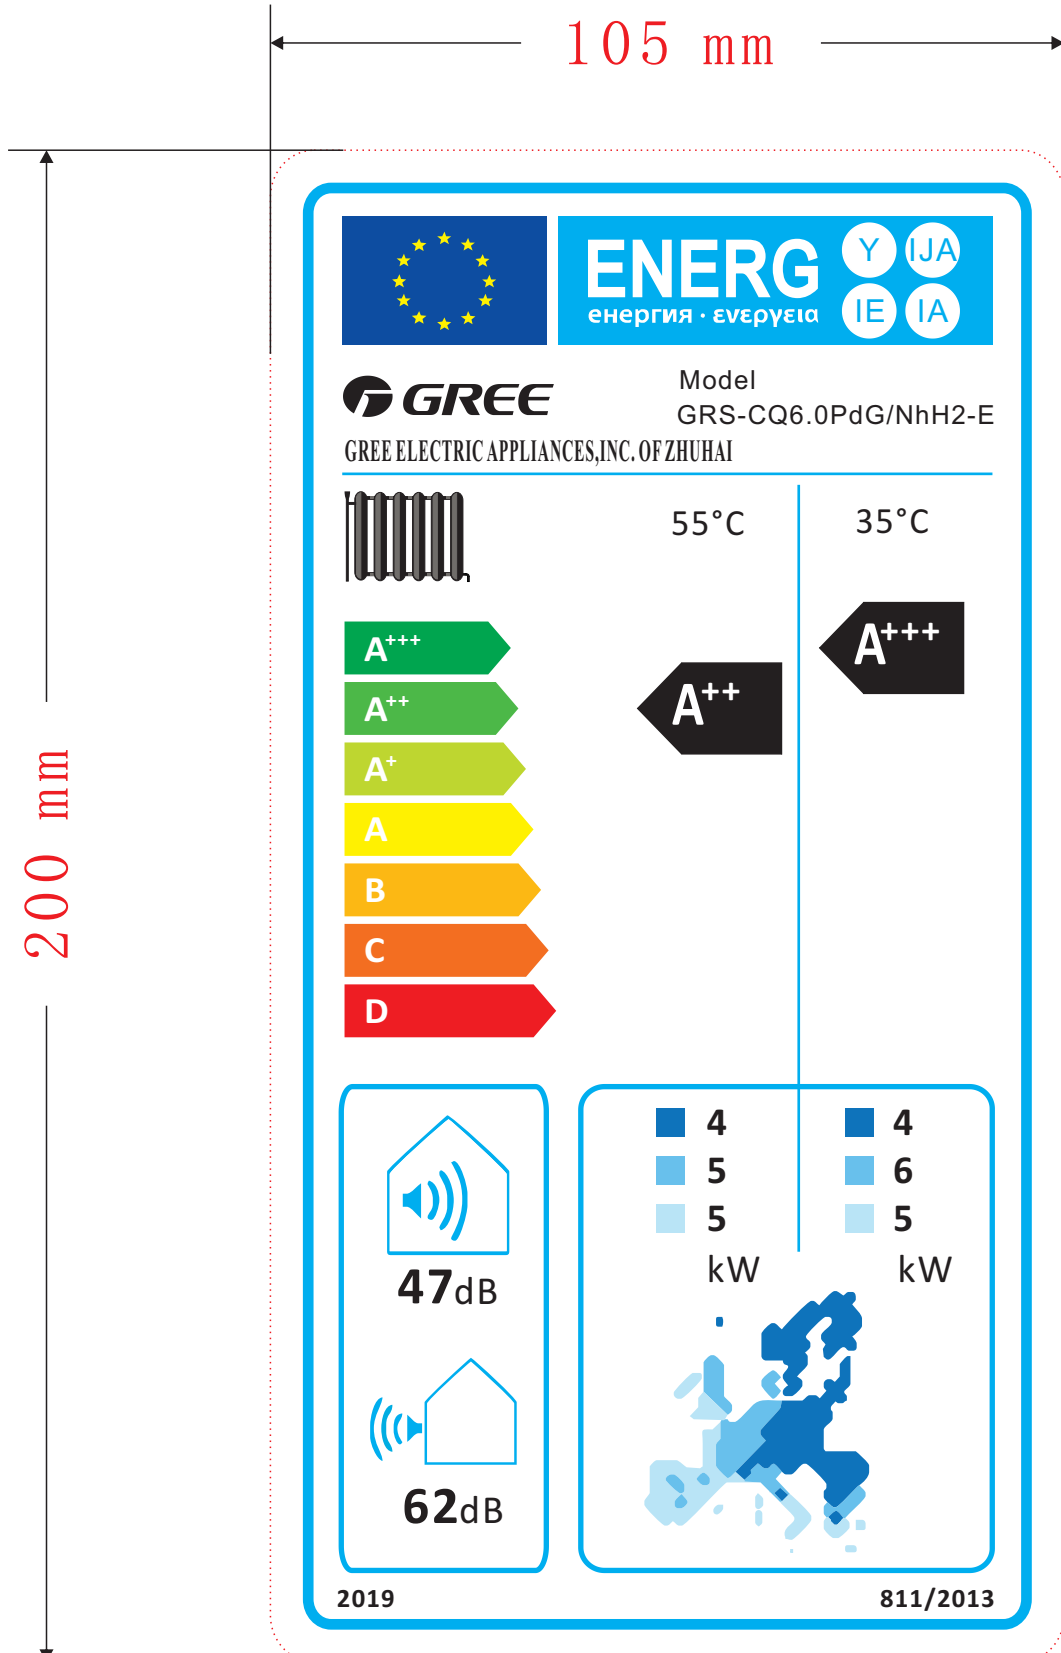 105 mm
200 mm
ENERG
енергия · ενεργεια
Y
IJA
IE
IA
GREE
Model
GRS-CQ6.0PdG/NhH2-E
GREE ELECTRIC APPLIANCES,INC. OF ZHUHAI
55°C
35°C
A+++
A++
A+
A
B
C
D
A++
A+++
47dB
62dB
4
5
5
kW
4
6
5
kW
2019
811/2013